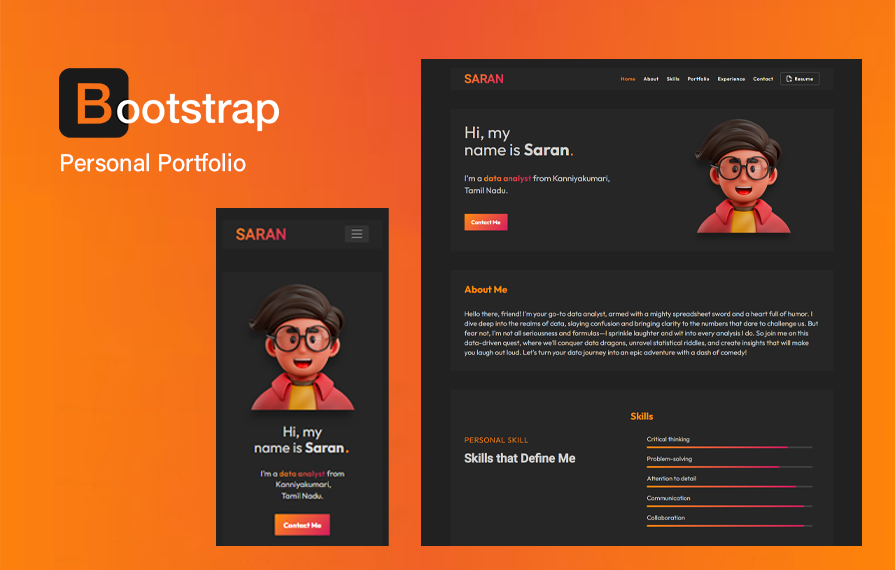 Bootstrap
Personal Portfolio
SARAN
Hi, my
name is Saran.
I'm a data analyst from
Kanniyakumari,
Tamil Nadu.
Contact Me
SARAN
Home About Skills Portfolio Experience Contact Resume
Hi, my
name is Saran.
I'm a data analyst from Kanniyakumari,
Tamil Nadu.
Contact Me
About Me
Hello there, friend! I'm your go-to data analyst, armed with a mighty spreadsheet sword and a heart full of humor. I
dive deep into the realms of data, slaying confusion and bringing clarity to the numbers that dare to challenge us. But
fear not, I'm not all seriousness and formulas—I sprinkle laughter and wit into every analysis I do. So join me on this
data-driven quest, where we'll conquer data dragons, unravel statistical riddles, and create insights that will make
you laugh out loud. Let's turn your data journey into an epic adventure with a dash of comedy!
PERSONAL SKILL
Skills that Define Me
Skills
Critical thinking
Problem-solving
Attention to detail
Communication
Collaboration